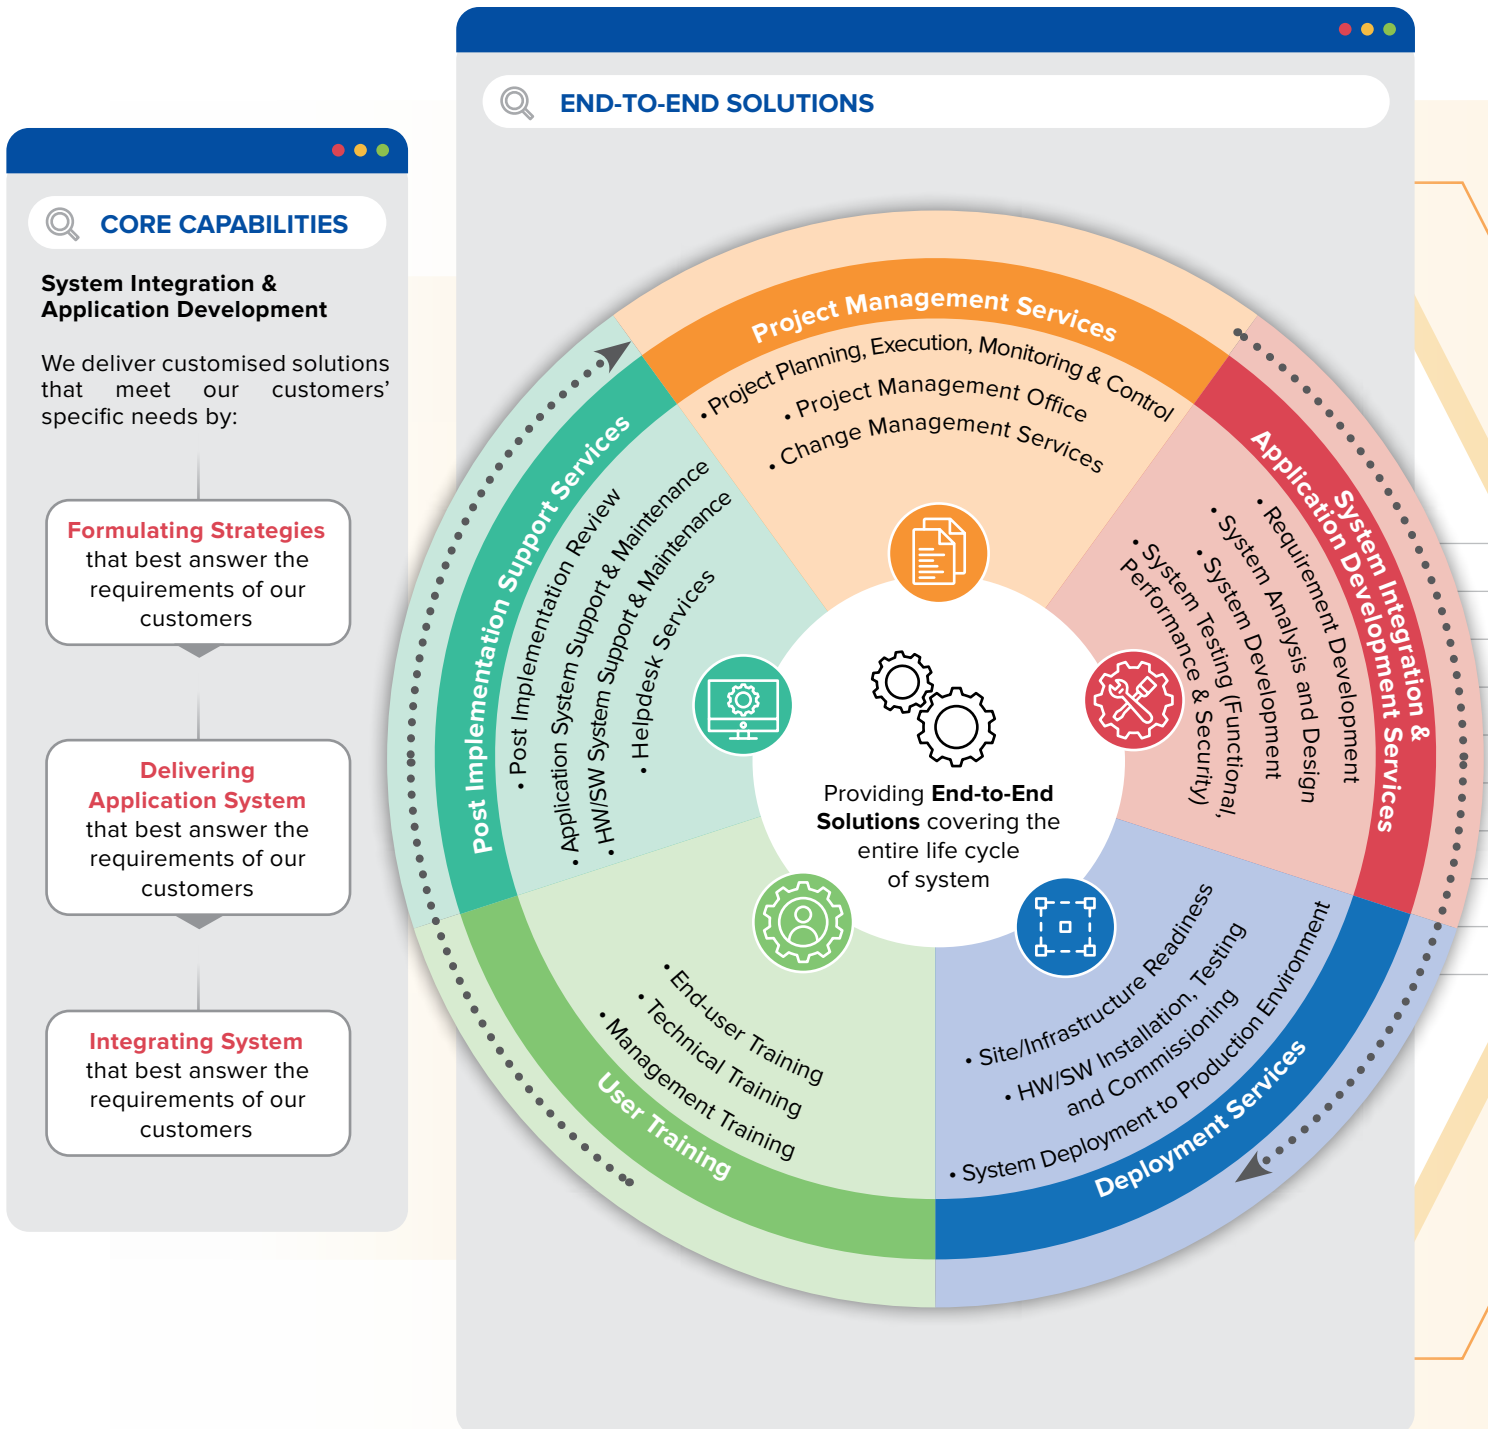 CORE CAPABILITIES
System Integration &
Application Development
We deliver customised solutions
that meet our customers’
specific needs by:
Formulating Strategies
that best answer the
requirements of our
customers
Delivering
Application System
that best answer the
requirements of our
customers
Integrating System
that best answer the
requirements of our
customers
END-TO-END SOLUTIONS
Project Management Services
• Project Planning, Execution, Monitoring & Control
• Project Management Office
• Change Management Services
System Integration &
Application Development Services
• Requirement Development
• System Analysis and Design
• System Development
• System Testing (Functional,
Performance & Security)
Deployment Services
• Site/Infrastructure Readiness
• HW/SW Installation, Testing
and Commissioning
• System Deployment to Production Environment
User Training
• End-user Training
• Technical Training
• Management Training
Post Implementation Support Services
• Post Implementation Review
• Application System Support & Maintenance
• HW/SW System Support & Maintenance
• Helpdesk Services
Providing End-to-End
Solutions covering the
entire life cycle
of system